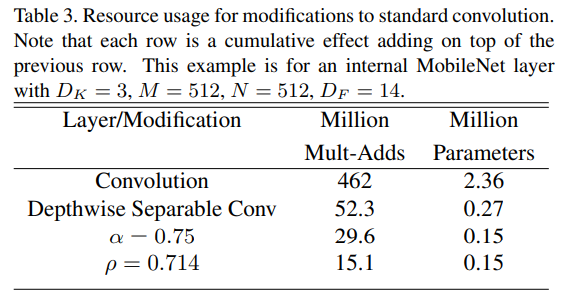 Table 3. Resource usage for modifications to standard convolution.
Note that each row is a cumulative effect adding on top of the
previous row. This example is for an internal MobileNet layer
with D_K = 3, M = 512, N = 512, D_F = 14.
Layer/Modification Million Million
Mult-Adds Parameters
Convolution 462 2.36
Depthwise Separable Conv 52.3 0.27
α − 0.75 29.6 0.15
ρ = 0.714 15.1 0.15